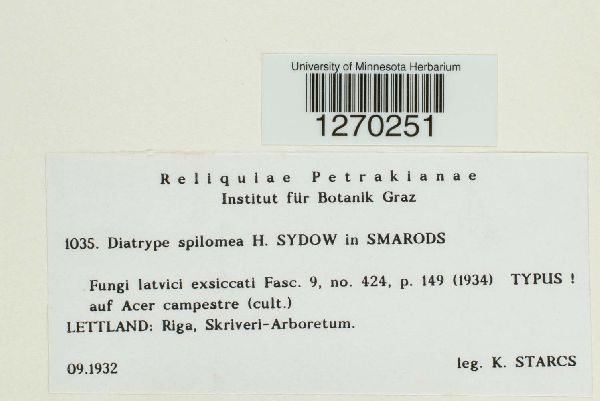 University of Minnesota Herbarium
1270251
Reliquiae Petrakianae
Institut für Botanik Graz
1035. Diatrype spilomea H. SYDOW in SMARODS
Fungi latvici exsiccati Fasc. 9, no. 424, p. 149 (1934) TYPUS !
auf Acer campestre (cult.)
LETTLAND: Riga, Skriveri-Arboretum.
09.1932 leg. K. STARCS